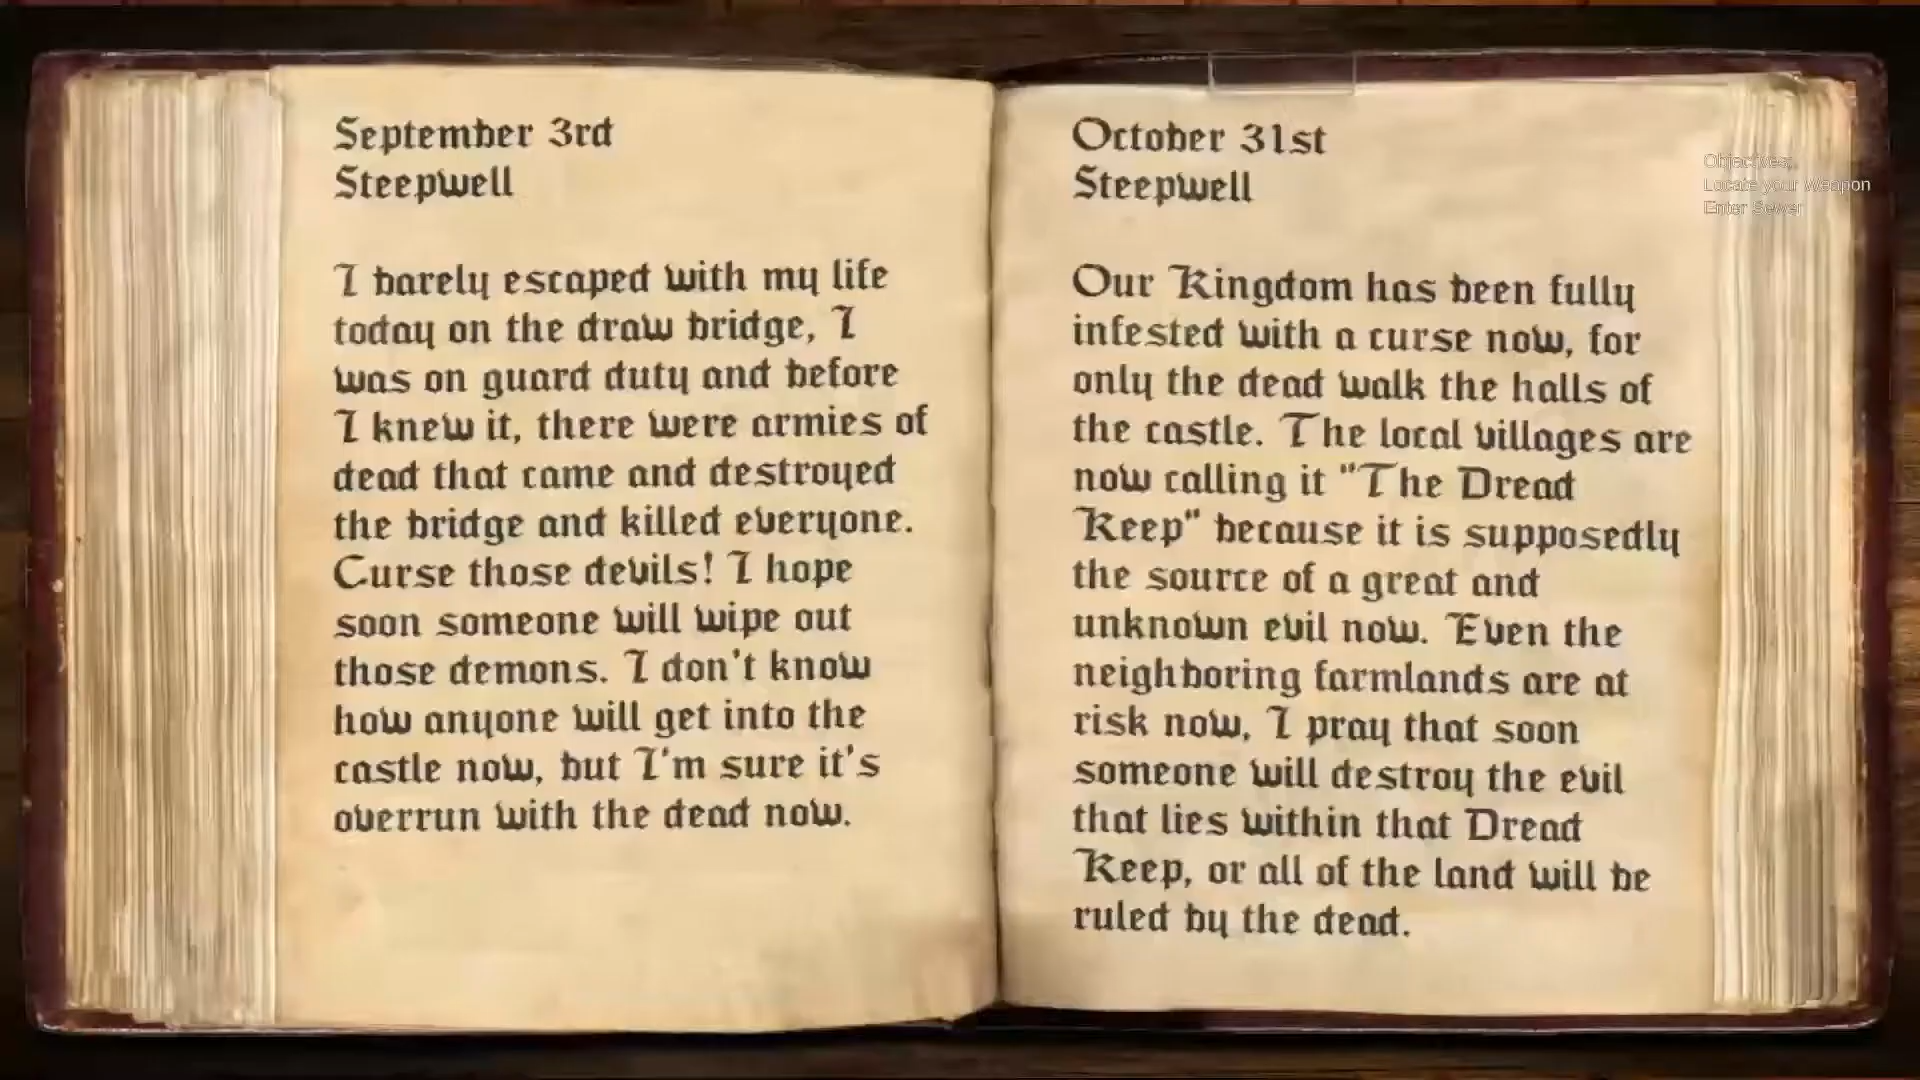 September 3rd
Steepwell
I barely escaped with my life
today on the draw bridge, I
was on guard duty and before
I knew it, there were armies of
dead that came and destroyed
the bridge and killed everyone.
Curse those devils! I hope
soon someone will wipe out
those demons. I don't know
how anyone will get into the
castle now, but I'm sure it's
overrun with the dead now.
October 31st
Steepwell
Our Kingdom has been fully
infested with a curse now, for
only the dead walk the halls of
the castle. The local villages are
now calling it "The Dread
Keep" because it is supposedly
the source of a great and
unknown evil now. Even the
neighboring farmlands are at
risk now, I pray that soon
someone will destroy the evil
that lies within that Dread
Keep, or all of the land will be
ruled by the dead.
Objectives:
Locate your Weapon
Enter Sewer